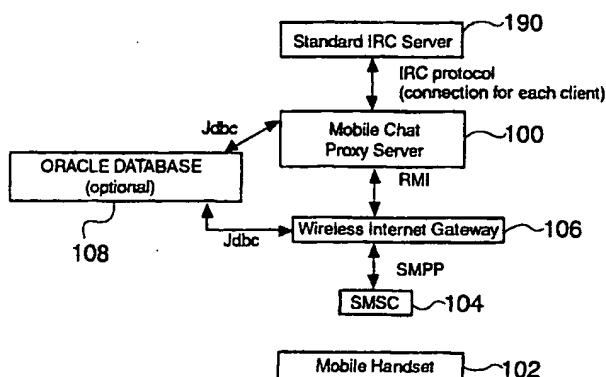 190
Standard IRC Server
IRC protocol
(connection for each client)
Jdbc
Mobile Chat
Proxy Server
100
ORACLE DATABASE
(optional)
RMI
108
Jdbc
Wireless Internet Gateway
106
SMPP
SMSC
104
Mobile Handset
102